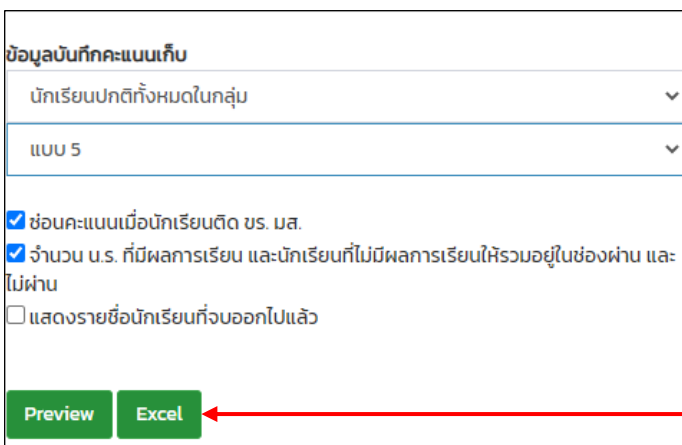 ข้อมูลบันทึกคะแนนเก็บ
นักเรียนปกติทั้งหมดในกลุ่ม
แบบ 5
ซ่อนคะแนนเมื่อนักเรียนติด ขร. มส.
จำนวน น.ร. ที่มีผลการเรียน และนักเรียนที่ไม่มีผลการเรียนให้รวมอยู่ในช่องผ่าน และ
ไม่ผ่าน
แสดงรายชื่อนักเรียนที่จบออกไปแล้ว
Preview Excel